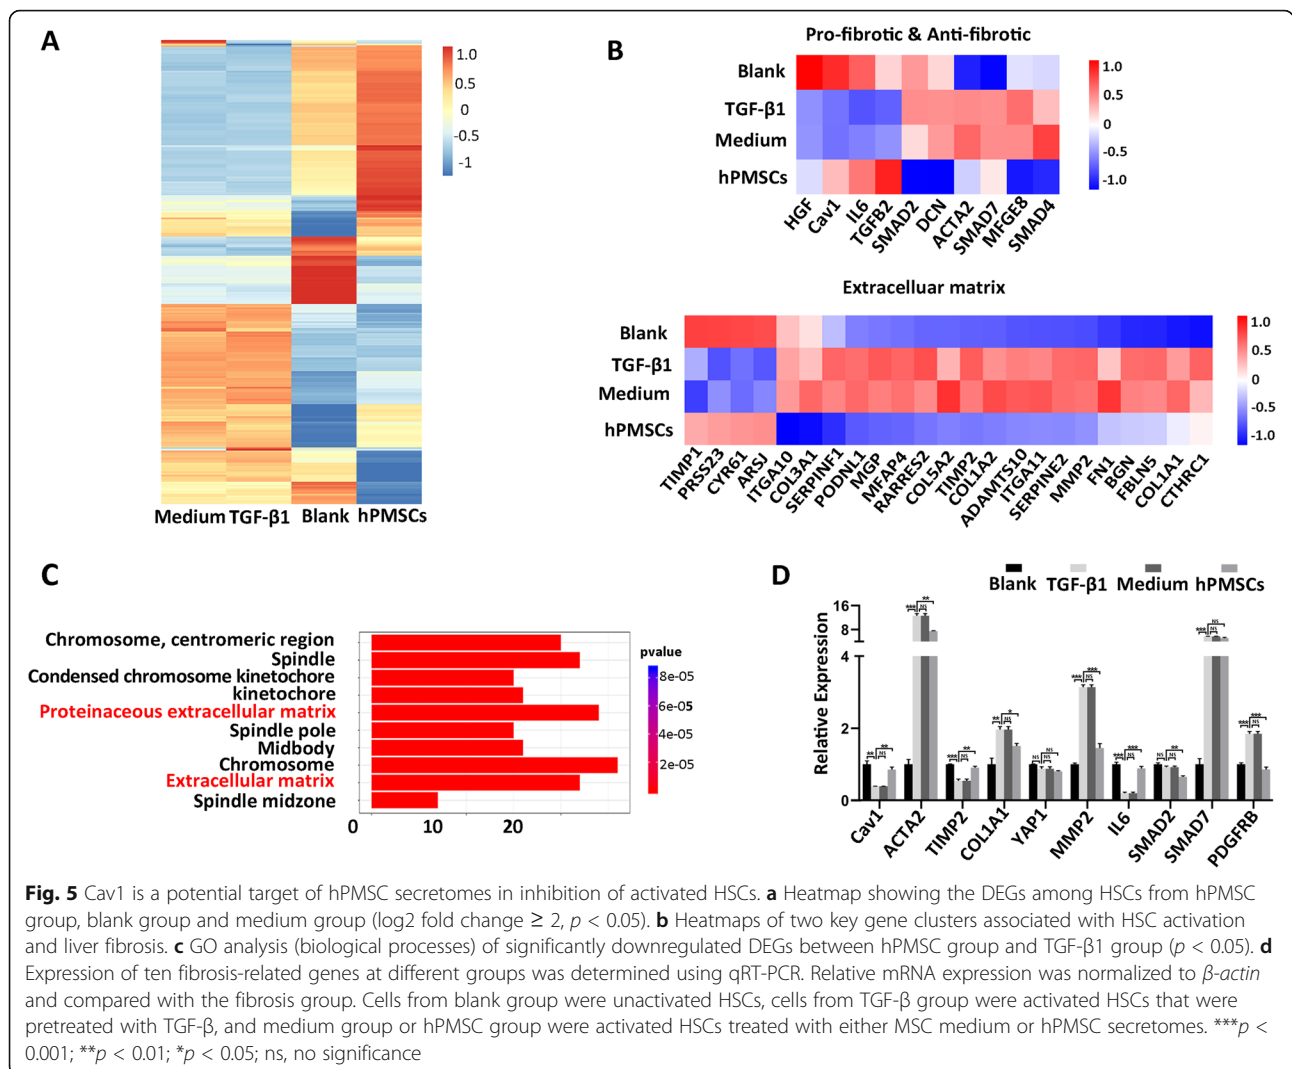 A
1.0
0.5
0
-0.5
-1
Medium TGF-β1 Blank hPMSCs
B
Pro-fibrotic & Anti-fibrotic
Blank
TGF-β1
Medium
hPMSCs
HGF Cav1 IL6 TGFB2 SMAD2 DCN ACTA2 SMAD7 MFGE8 SMAD4
1.0
0.5
0
-0.5
-1.0
Extracelluar matrix
Blank
TGF-β1
Medium
hPMSCs
TIMP1 PRSS23 CYR61 ARSJ ITGA10 COL3A1 SERPINF1 PODNL1 MGP MFAP4 RARRES2 COL5A2 TIMP2 COL1A2 ADAMTS10 ITGA11 SERPINE2 MMP2 FN1 BGN FBLN5 COL1A1 CTHRC1
1.0
0.5
0
-0.5
-1.0
C
Chromosome, centromeric region
Spindle
Condensed chromosome kinetochore
kinetochore
Proteinaceous extracellular matrix
Spindle pole
Midbody
Chromosome
Extracellular matrix
Spindle midzone
0 10 20
pvalue
8e-05
6e-05
4e-05
2e-05
D
Blank TGF-β1 Medium hPMSCs
Relative Expression
16
8
4
2
0
** NS **
*** NS **
*** NS **
** NS *
NS NS NS
*** NS ***
*** NS ***
NS NS **
*** NS NS
*** NS ***
Cav1 ACTA2 TIMP2 COL1A1 YAP1 MMP2 IL6 SMAD2 SMAD7 PDGFRB
Fig. 5 Cav1 is a potential target of hPMSC secretomes in inhibition of activated HSCs. a Heatmap showing the DEGs among HSCs from hPMSC
group, blank group and medium group (log2 fold change ≥ 2, p < 0.05). b Heatmaps of two key gene clusters associated with HSC activation
and liver fibrosis. c GO analysis (biological processes) of significantly downregulated DEGs between hPMSC group and TGF-β1 group (p < 0.05). d
Expression of ten fibrosis-related genes at different groups was determined using qRT-PCR. Relative mRNA expression was normalized to β-actin
and compared with the fibrosis group. Cells from blank group were unactivated HSCs, cells from TGF-β group were activated HSCs that were
pretreated with TGF-β, and medium group or hPMSC group were activated HSCs treated with either MSC medium or hPMSC secretomes. ***p <
0.001; **p < 0.01; *p < 0.05; ns, no significance